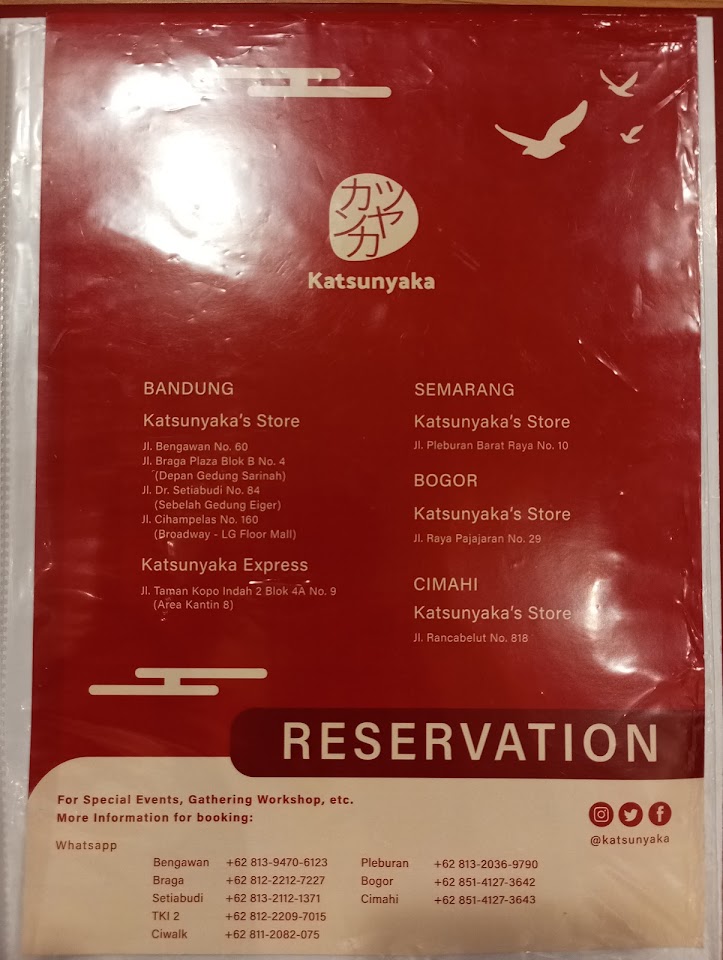 カツ
ンヤ
カ
Katsunyaka
BANDUNG
Katsunyaka's Store
Jl. Bengawan No. 60
Jl. Braga Plaza Blok B No. 4
(Depan Gedung Sarinah)
Jl. Dr. Setiabudi No. 84
(Sebelah Gedung Eiger)
Jl. Cihampelas No. 160
(Broadway - LG Floor Mall)
Katsunyaka Express
Jl. Taman Kopo Indah 2 Blok 4A No. 9
(Area Kantin 8)
SEMARANG
Katsunyaka's Store
Jl. Pleburan Barat Raya No. 10
BOGOR
Katsunyaka's Store
Jl. Raya Pajajaran No. 29
CIMAHI
Katsunyaka's Store
Jl. Rancabelut No. 818
RESERVATION
For Special Events, Gathering Workshop, etc.
More Information for booking:
@katsunyaka
Whatsapp
Bengawan +62 813-9470-6123
Braga +62 812-2212-7227
Setiabudi +62 813-2112-1371
TKI 2 +62 812-2209-7015
Ciwalk +62 811-2082-075
Pleburan +62 813-2036-9790
Bogor +62 851-4127-3642
Cimahi +62 851-4127-3643